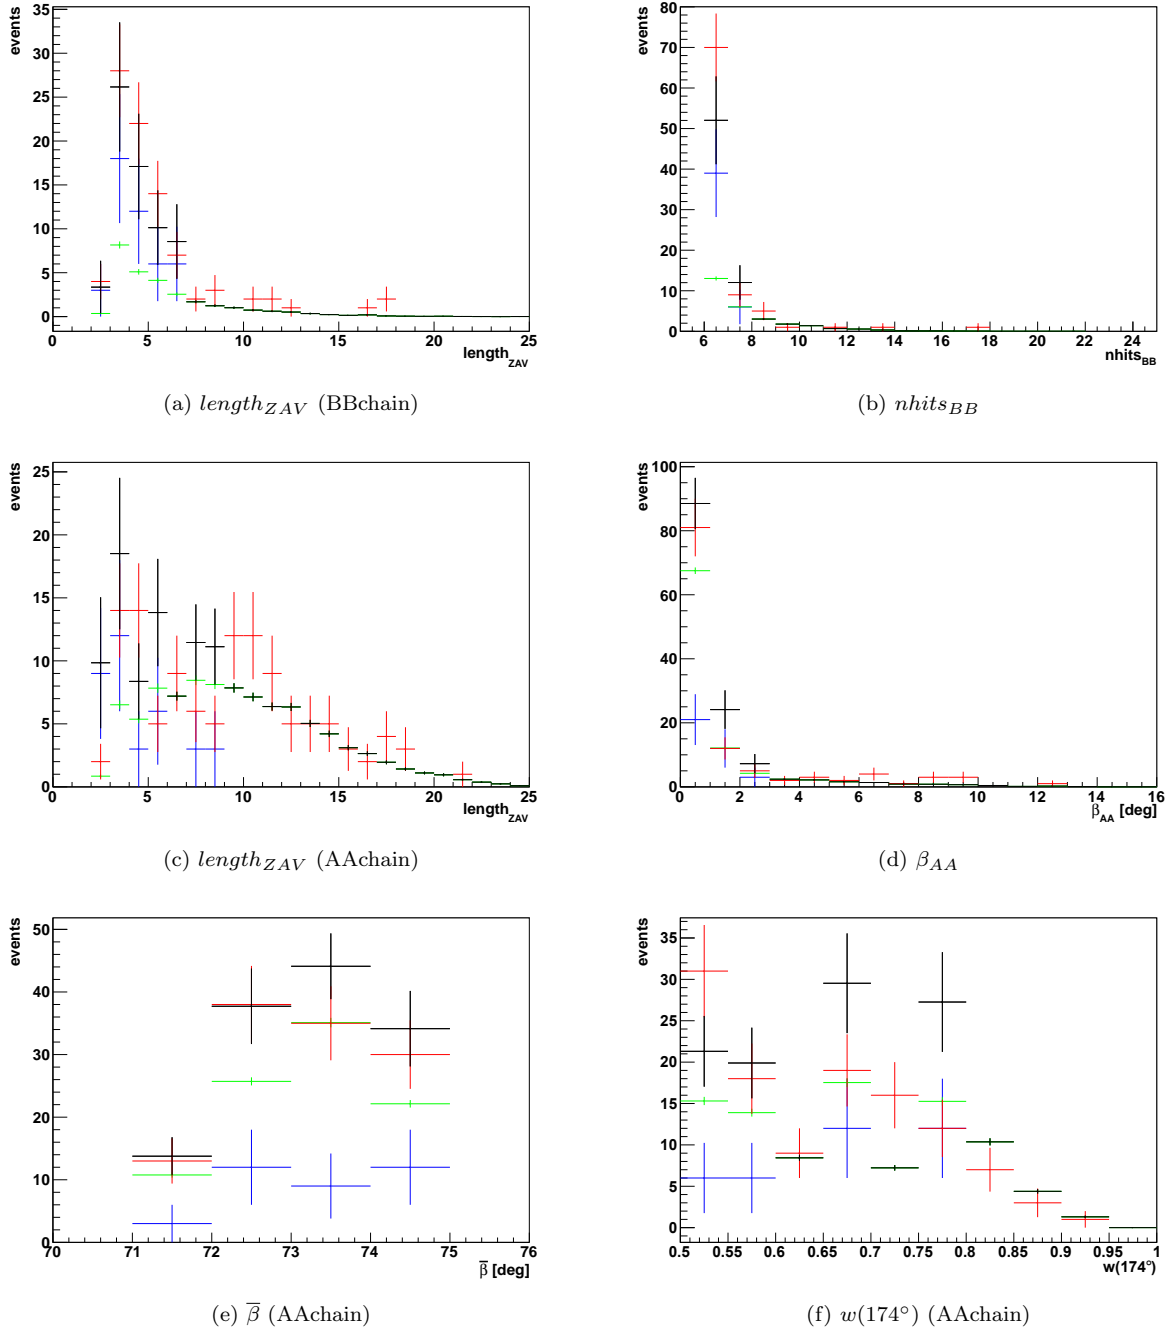 events
35
30
25
20
15
10
5
0
0 5 10 15 20 25
length_ZAV
(a) length_ZAV (BBchain)
events
80
70
60
50
40
30
20
10
0
6 8 10 12 14 16 18 20 22 24
nhits_BB
(b) nhits_BB
events
25
20
15
10
5
0
0 5 10 15 20 25
length_ZAV
(c) length_ZAV (AAchain)
events
100
80
60
40
20
0
0 2 4 6 8 10 12 14 16
β_AA [deg]
(d) β_AA
events
50
40
30
20
10
0
70 71 72 73 74 75 76
β̅ [deg]
(e) β̅ (AAchain)
events
35
30
25
20
15
10
5
0
0.5 0.55 0.6 0.65 0.7 0.75 0.8 0.85 0.9 0.95 1
w(174°)
(f) w(174°) (AAchain)